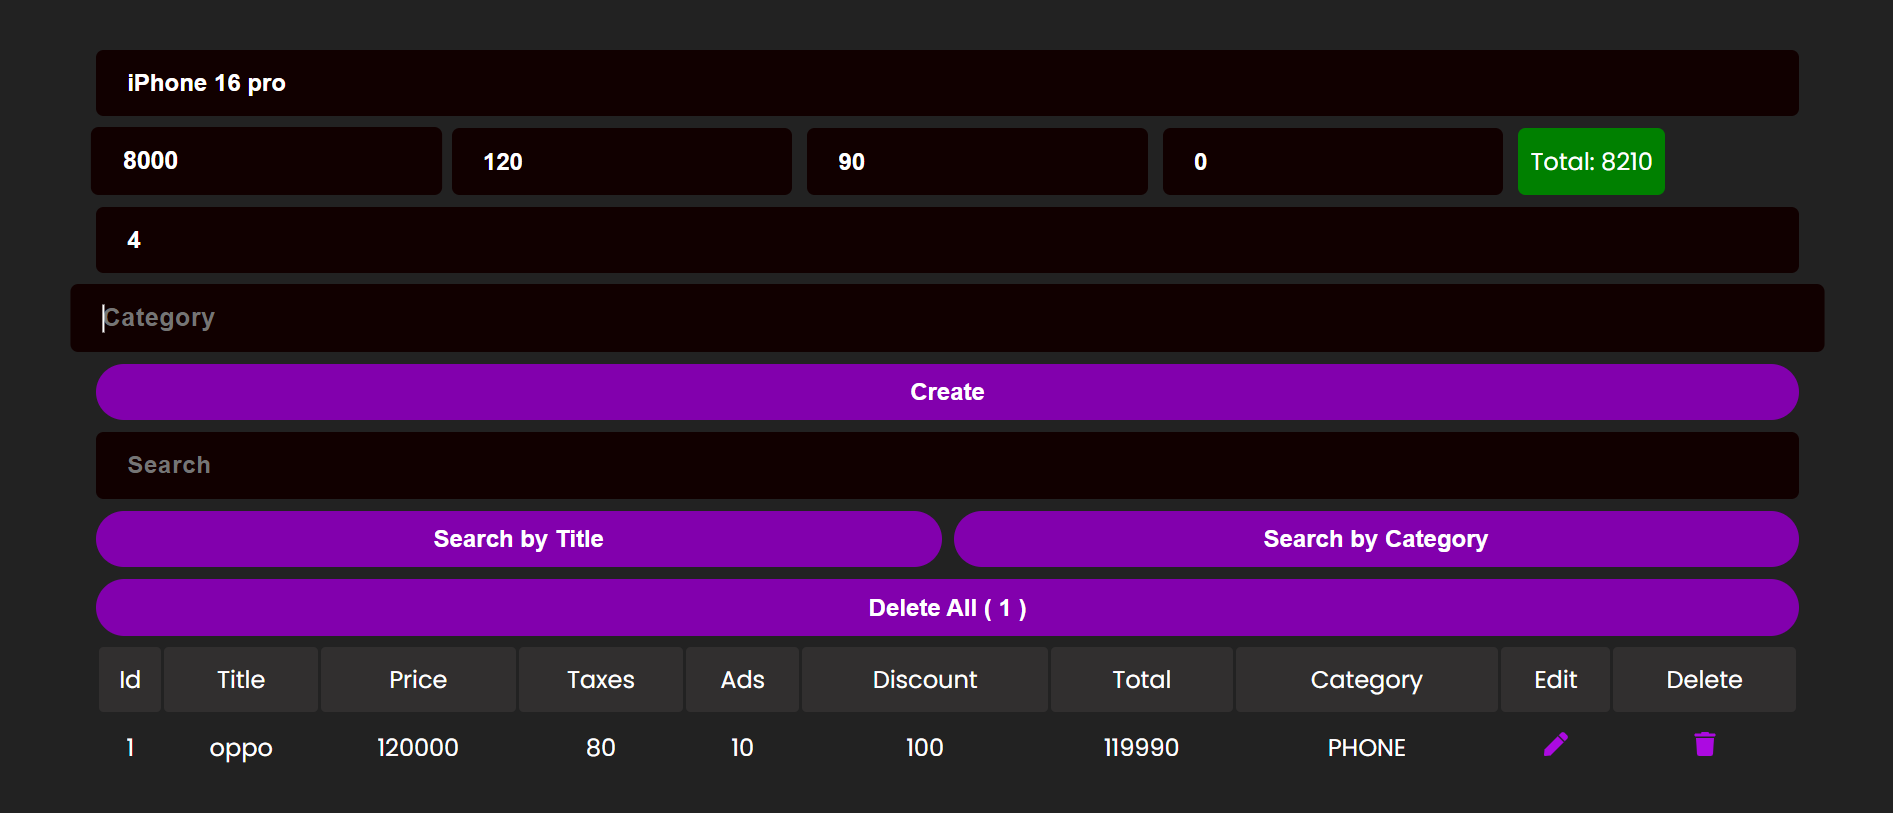 iPhone 16 pro
8000 120 90 0 Total: 8210
4
Category
Create
Search
Search by Title Search by Category
Delete All ( 1 )
Id Title Price Taxes Ads Discount Total Category Edit Delete
1 oppo 120000 80 10 100 119990 PHONE